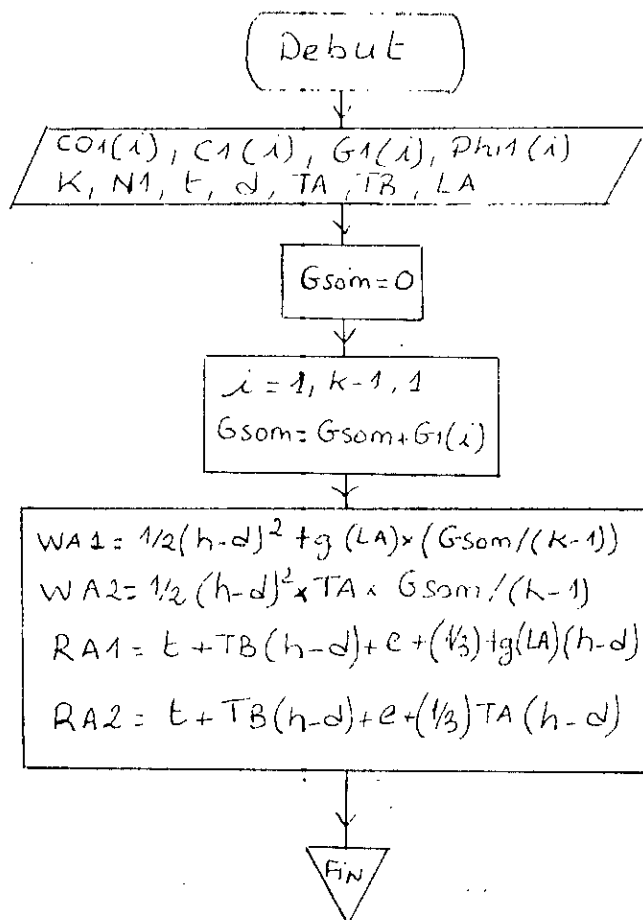 Debut
CO1(i), C1(i), G1(i), Phi1(i)
K, N1, t, d, TA, TB, LA
Gsom=0
i = 1, K-1, 1
Gsom= Gsom+G1(i)
WA1= 1/2(h-d)² tg (LA)×(Gsom/(K-1))
WA2= 1/2 (h-d)²× TA × Gsom/(h-1)
RA1= t + TB(h-d)+ e +(1/3) tg(LA)(h-d)
RA2= t + TB(h-d)+ e +(1/3) TA(h-d)
FiN